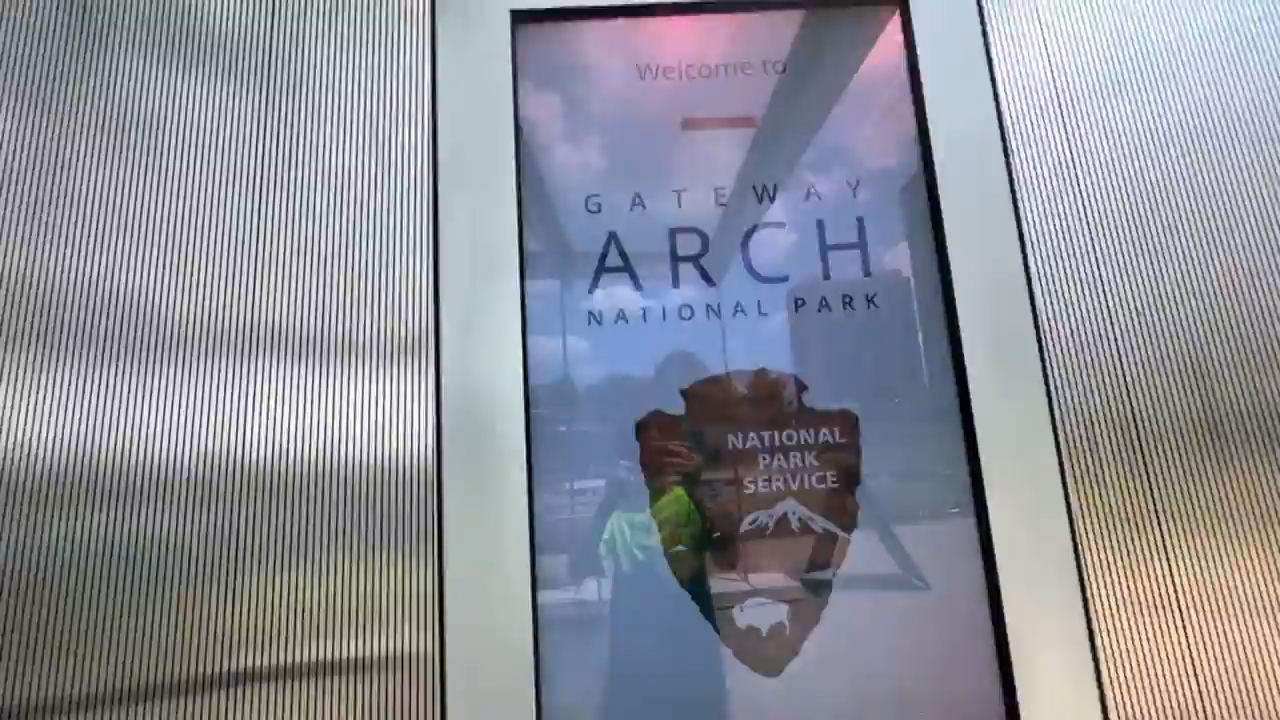 Welcome to
GATEWAY
ARCH
NATIONAL PARK
NATIONAL
PARK
SERVICE